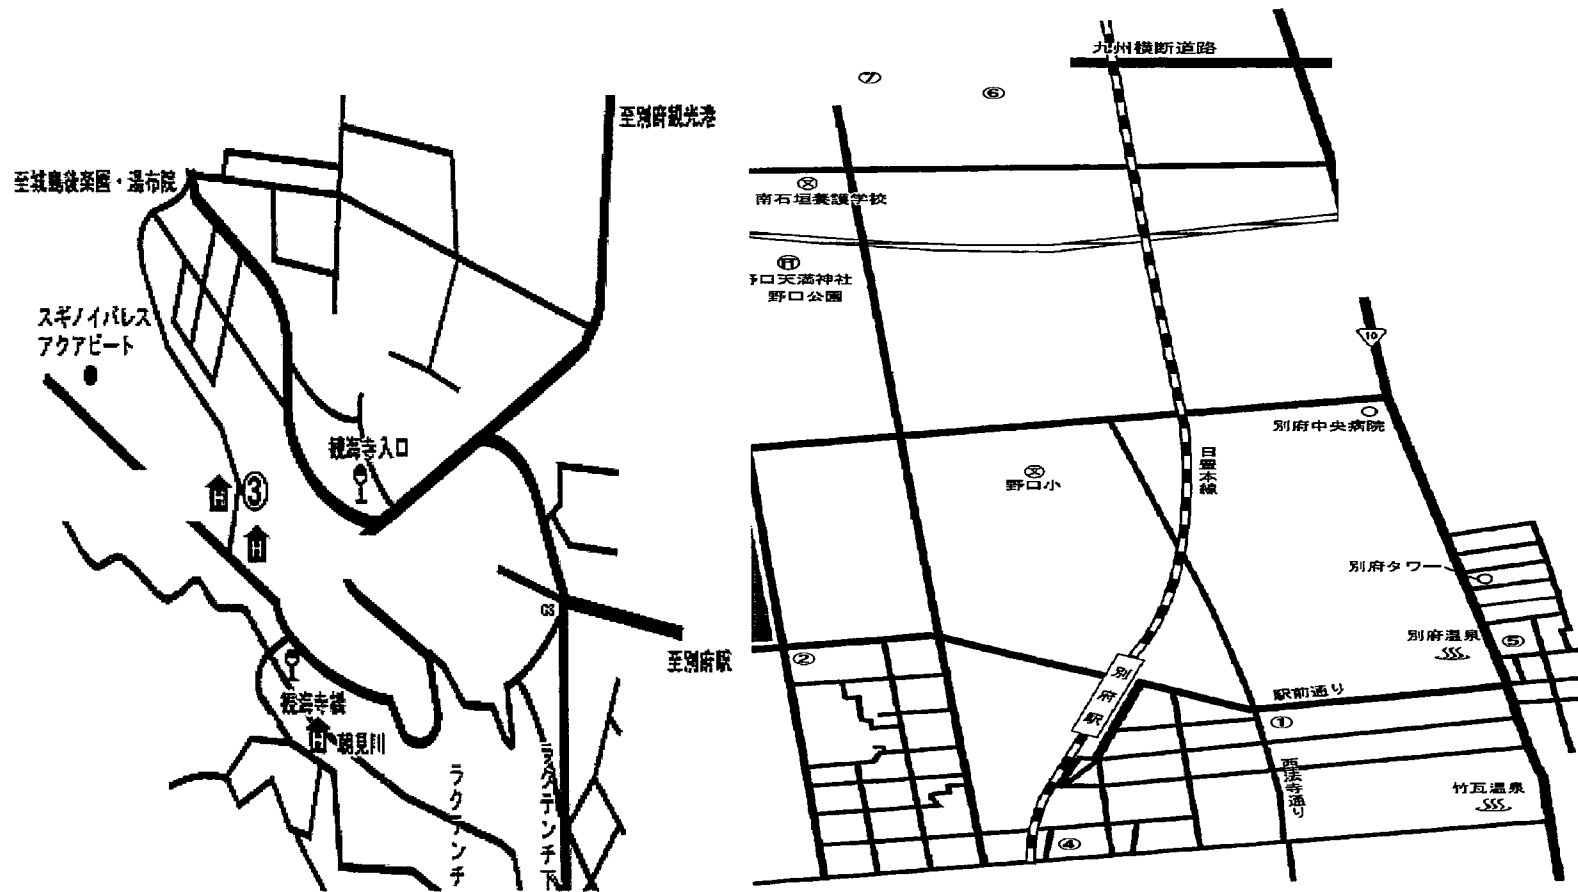 至別府観光港
至城島後楽園・湯布院
スギノイパレス
アクアビート
観海寺入口
③
至別府駅
観海寺橋
朝見川
ラクテンチ
ラクテンチ下
九州横断道路
⑦
⑥
南石垣養護学校
野口天満神社
野口公園
10
別府中央病院
日豊本線
野口小
別府タワー
別府温泉
⑤
②
別府駅
駅前通り
①
西法寺通り
竹瓦温泉
④